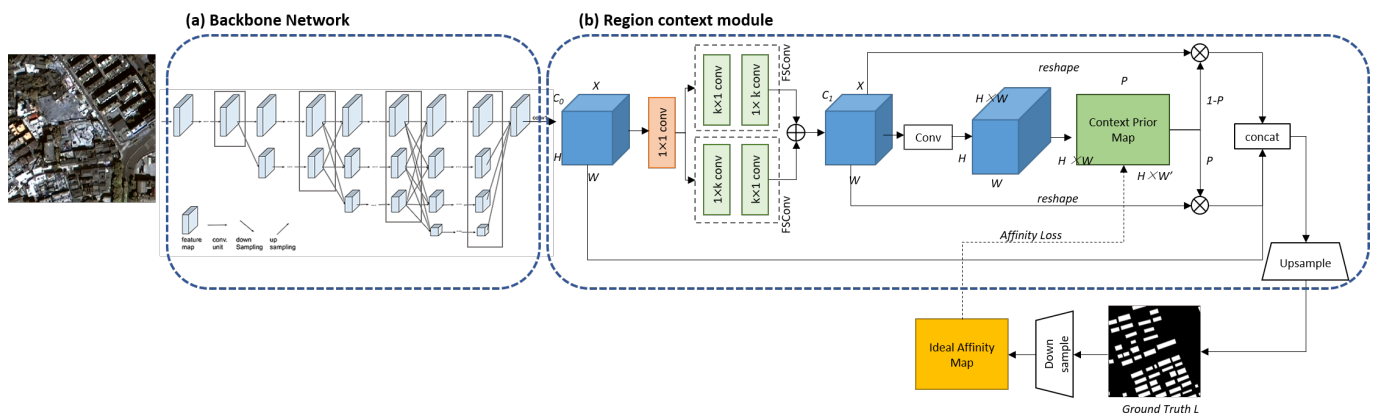 (a) Backbone Network
(b) Region context module
feature
map
conv.
unit
down
Sampling
up
sampling
C0
X
H
W
1×1 conv
k×1 conv
1× k conv
FSConv
1×k conv
k×1 conv
FSConv
C1
X
W
Conv
H×W
H
W
reshape
reshape
P
Context Prior
Map
H×W
H×W'
1-P
P
concat
Affinity Loss
Upsample
Ideal Affinity
Map
Down
sample
Ground Truth L